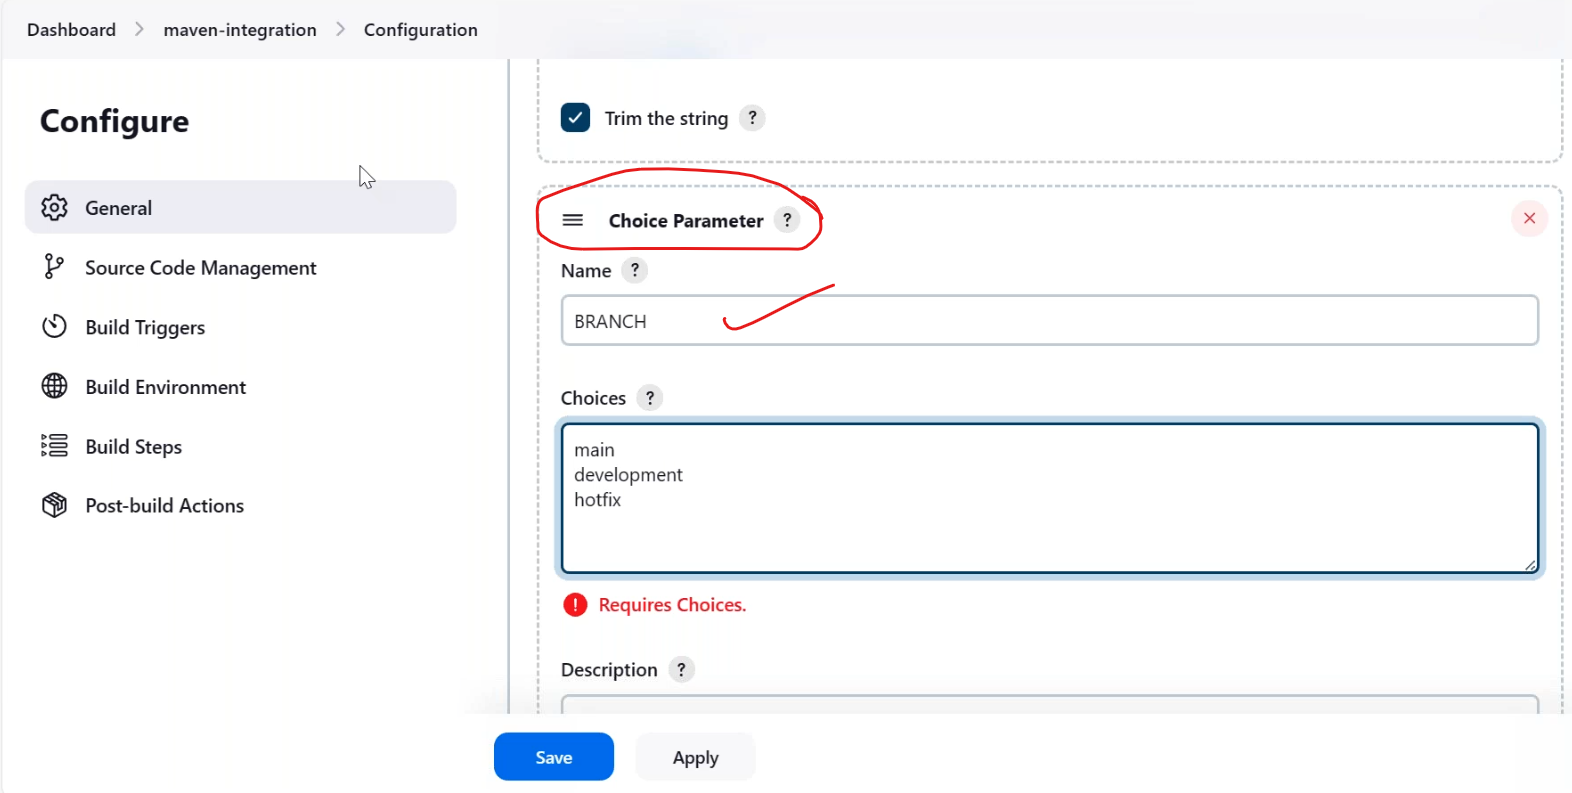 Dashboard > maven-integration > Configuration
Configure
General
Source Code Management
Build Triggers
Build Environment
Build Steps
Post-build Actions
Trim the string ?
Choice Parameter ?
Name ?
BRANCH
Choices ?
main
development
hotfix
! Requires Choices.
Description ?
Save
Apply